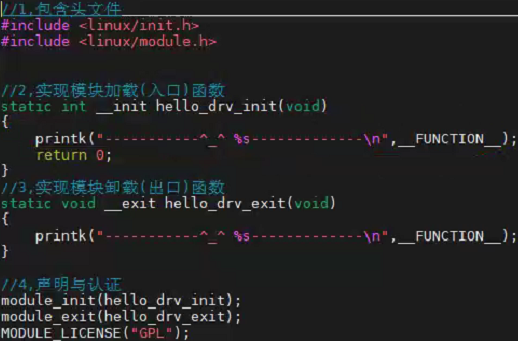 //1,包含头文件
#include <linux/init.h>
#include <linux/module.h>
//2,实现模块加载(入口)函数
static int __init hello_drv_init(void)
{
    printk("-----------^_^ %s-------------\n",__FUNCTION__);
    return 0;
}
//3,实现模块卸载(出口)函数
static void __exit hello_drv_exit(void)
{
    printk("-----------^_^ %s-------------\n",__FUNCTION__);
}
//4,声明与认证
module_init(hello_drv_init);
module_exit(hello_drv_exit);
MODULE_LICENSE("GPL");